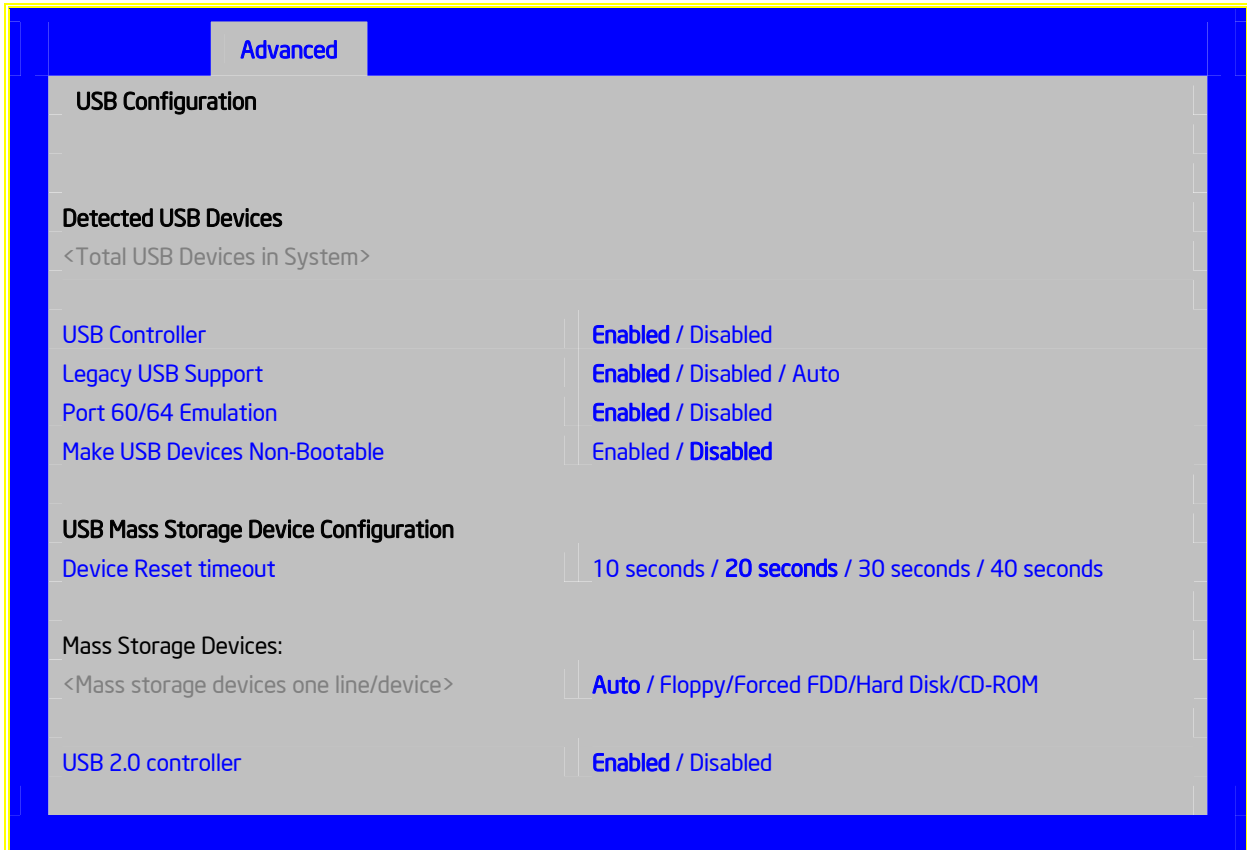 Advanced
USB Configuration
Detected USB Devices
<Total USB Devices in System>
USB Controller Enabled / Disabled
Legacy USB Support Enabled / Disabled / Auto
Port 60/64 Emulation Enabled / Disabled
Make USB Devices Non-Bootable Enabled / Disabled
USB Mass Storage Device Configuration
Device Reset timeout 10 seconds / 20 seconds / 30 seconds / 40 seconds
Mass Storage Devices:
<Mass storage devices one line/device> Auto / Floppy/Forced FDD/Hard Disk/CD-ROM
USB 2.0 controller Enabled / Disabled